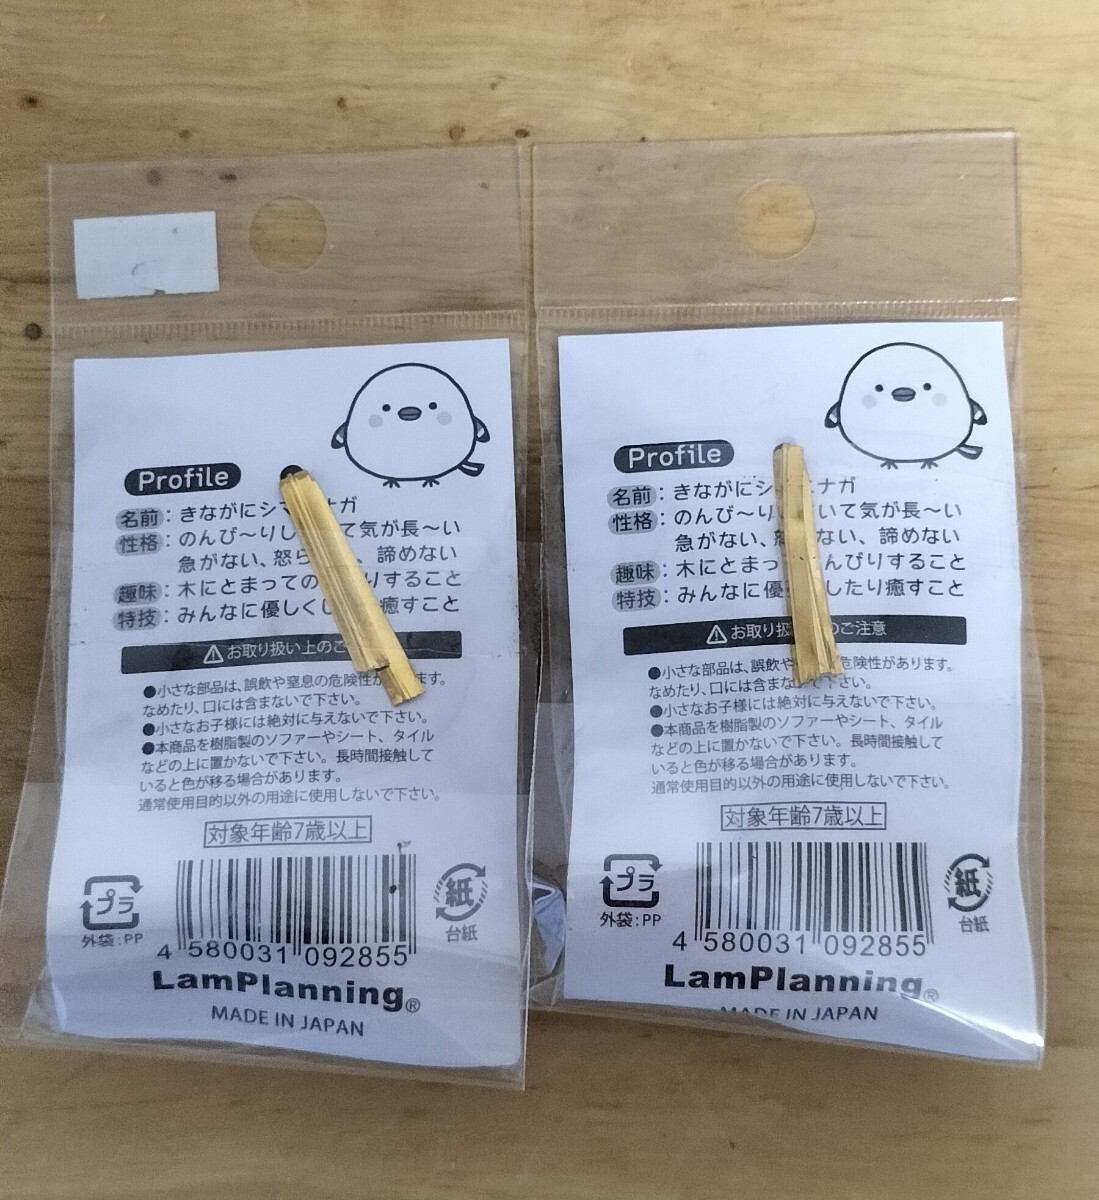 Profile
名前：きながにシマ ナガ
性格：のんび〜りし て気が長〜い
急がない、怒ら 、諦めない
趣味：木にとまっての りすること
特技：みんなに優しくし 癒すこと
⚠お取り扱い上のご
●小さな部品は、誤飲や窒息の危険性が ます。
なめたり、口には含まないで下さい。
●小さなお子様には絶対に与えないで下さい。
●本商品を樹脂製のソファーやシート、タイル
などの上に置かないで下さい。長時間接触して
いると色が移る場合があります。
通常使用目的以外の用途に使用しないで下さい。
対象年齢7歳以上
プラ
外袋：PP
紙
台紙
4 580031 092855
LamPlanning®
MADE IN JAPAN
Profile
名前：きながにシ ナガ
性格：のんび〜り いて気が長〜い
急がない、 ない、諦めない
趣味：木にとまっ んびりすること
特技：みんなに優 したり癒すこと
⚠お取り扱 のご注意
●小さな部品は、誤飲や 危険性があります。
なめたり、口には含まない 下さい。
●小さなお子様には絶対に与えないで下さい。
●本商品を樹脂製のソファーやシート、タイル
などの上に置かないで下さい。長時間接触して
いると色が移る場合があります。
通常使用目的以外の用途に使用しないで下さい。
対象年齢7歳以上
プラ
外袋：PP
紙
台紙
4 580031 092855
LamPlanning®
MADE IN JAPAN